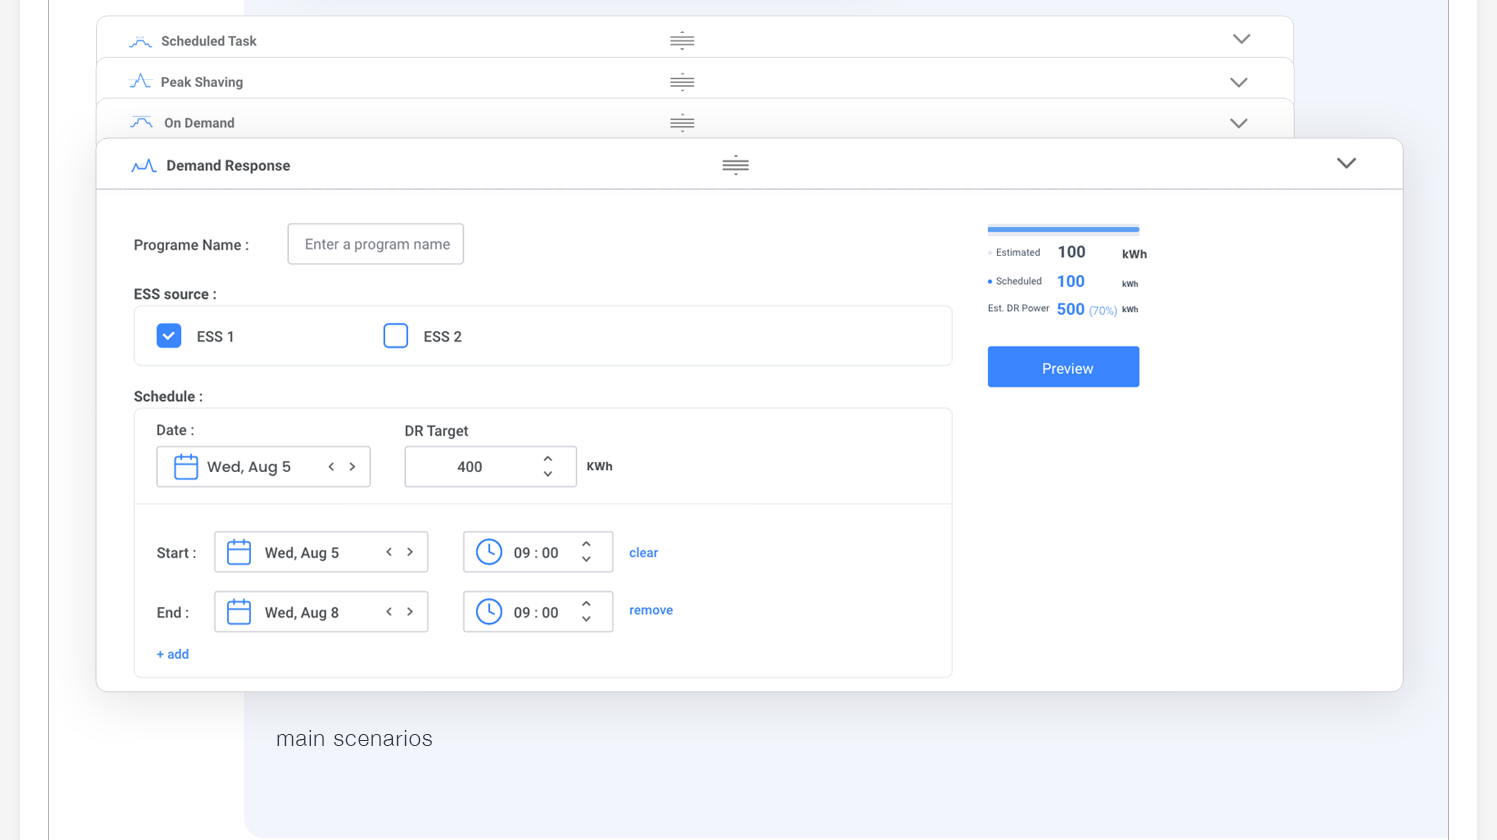 Scheduled Task
Peak Shaving
On Demand
Demand Response
Programe Name :
Enter a program name
ESS source :
ESS 1
ESS 2
Schedule :
Date :
DR Target
Wed, Aug 5
400
KWh
Start :
Wed, Aug 5
09 : 00
clear
End :
Wed, Aug 8
09 : 00
remove
+ add
Estimated 100 kWh
Scheduled 100 kWh
Est. DR Power 500 (70%) kWh
Preview
main scenarios